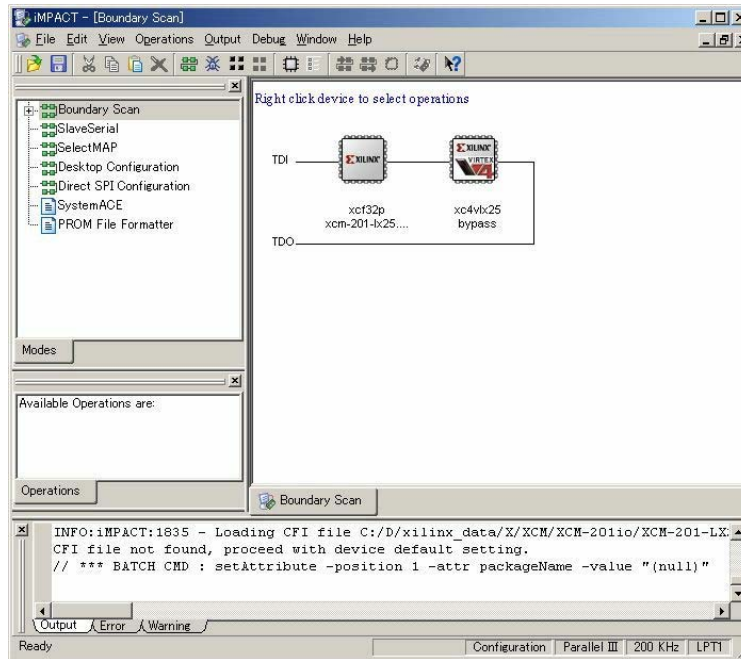 iMPACT - [Boundary Scan]
File Edit View Operations Output Debug Window Help
Boundary Scan
SlaveSerial
SelectMAP
Desktop Configuration
Direct SPI Configuration
SystemACE
PROM File Formatter
Modes
Available Operations are:
Operations
Right click device to select operations
TDI
XILINX
XILINX
VIRTEX
4
xcf32p
xcm-201-lx25....
xc4vlx25
bypass
TDO
Boundary Scan
INFO:iMPACT:1835 - Loading CFI file C:/D/xilinx_data/X/XCM/XCM-201io/XCM-201-LX
CFI file not found, proceed with device default setting.
// *** BATCH CMD : setAttribute -position 1 -attr packageName -value "(null)"
Output Error Warning
Ready Configuration Parallel III 200 KHz LPT1